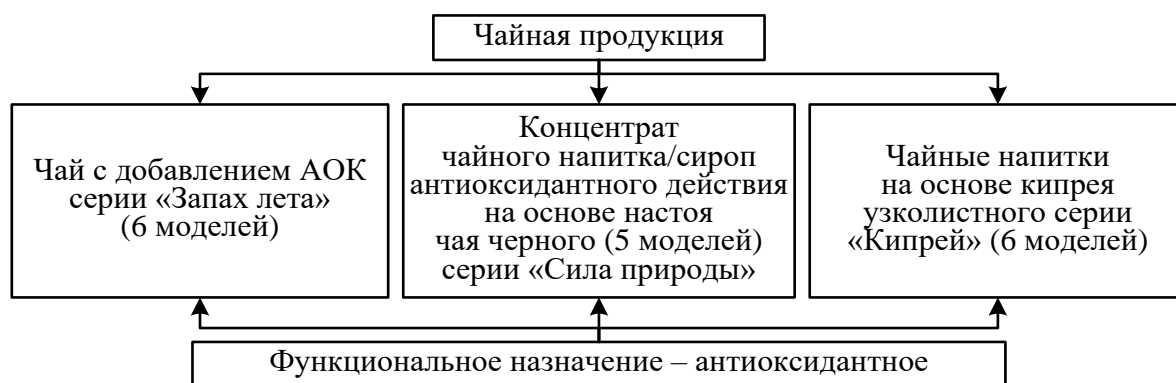 Чайная продукция
Чай с добавлением АОК
серии «Запах лета»
(6 моделей)
Концентрат
чайного напитка/сироп
антиоксидантного действия
на основе настоя
чая черного (5 моделей)
серии «Сила природы»
Чайные напитки
на основе кипрея
узколистного серии
«Кипрей» (6 моделей)
Функциональное назначение – антиоксидантное